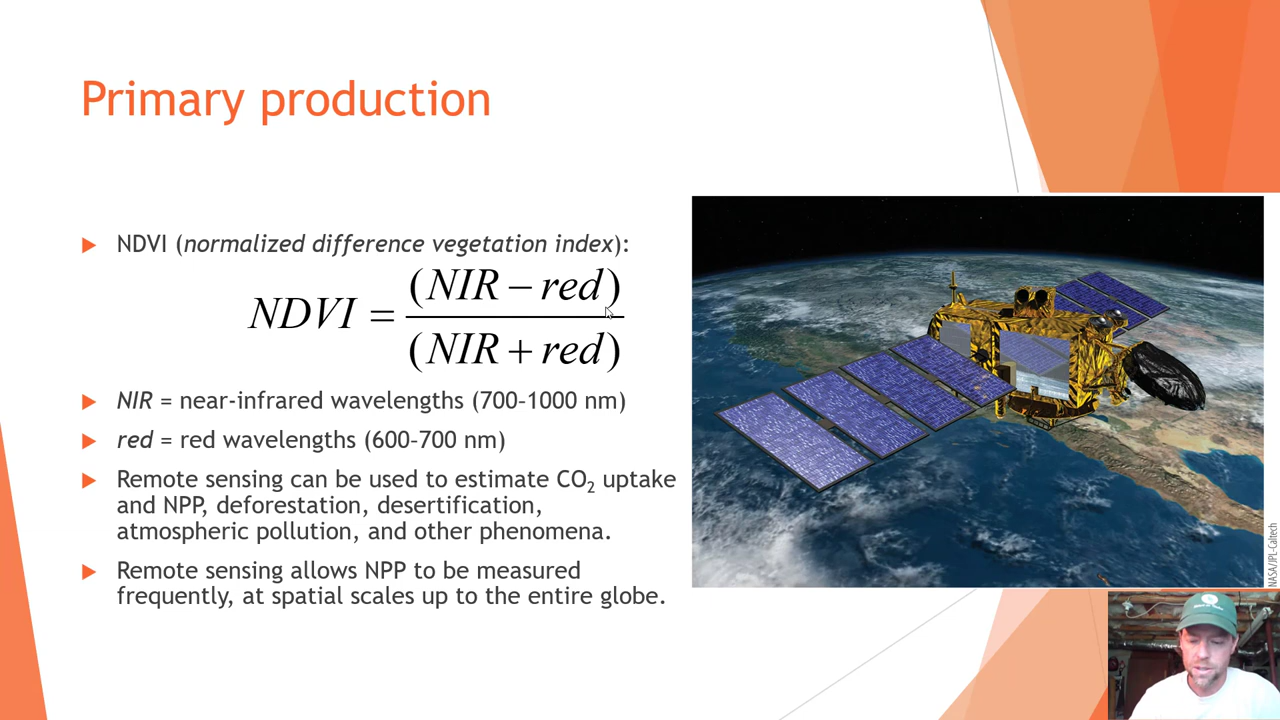 Primary production
NDVI (normalized difference vegetation index):
NDVI = (NIR − red)
(NIR + red)
NIR = near-infrared wavelengths (700–1000 nm)
red = red wavelengths (600–700 nm)
Remote sensing can be used to estimate CO₂ uptake
and NPP, deforestation, desertification,
atmospheric pollution, and other phenomena.
Remote sensing allows NPP to be measured
frequently, at spatial scales up to the entire globe.
NASA/JPL-Caltech